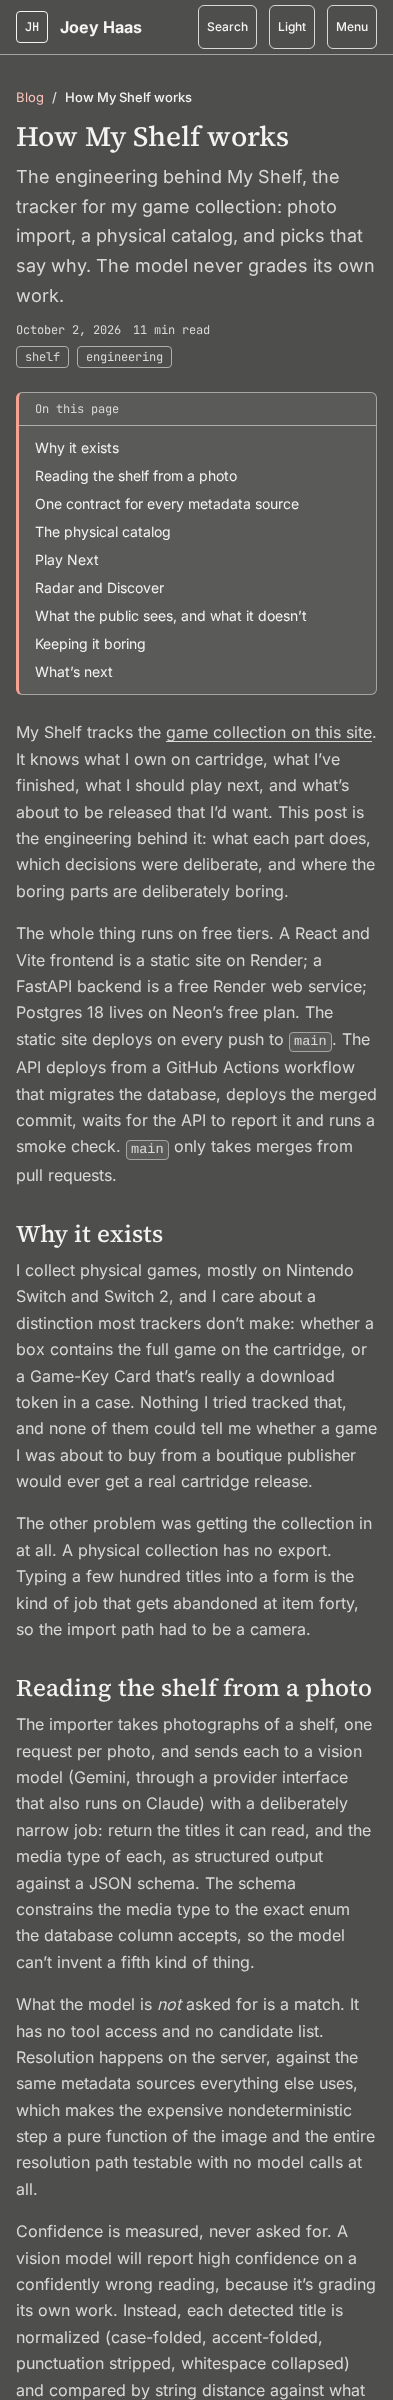 JH Joey Haas Search Light Menu
Blog / How My Shelf works
How My Shelf works
The engineering behind My Shelf, the
tracker for my game collection: photo
import, a physical catalog, and picks that
say why. The model never grades its own
work.
October 2, 2026 11 min read
shelf engineering
On this page
Why it exists
Reading the shelf from a photo
One contract for every metadata source
The physical catalog
Play Next
Radar and Discover
What the public sees, and what it doesn’t
Keeping it boring
What’s next
My Shelf tracks the game collection on this site.
It knows what I own on cartridge, what I’ve
finished, what I should play next, and what’s
about to be released that I’d want. This post is
the engineering behind it: what each part does,
which decisions were deliberate, and where the
boring parts are deliberately boring.
The whole thing runs on free tiers. A React and
Vite frontend is a static site on Render; a
FastAPI backend is a free Render web service;
Postgres 18 lives on Neon’s free plan. The
static site deploys on every push to main. The
API deploys from a GitHub Actions workflow
that migrates the database, deploys the merged
commit, waits for the API to report it and runs a
smoke check. main only takes merges from
pull requests.
Why it exists
I collect physical games, mostly on Nintendo
Switch and Switch 2, and I care about a
distinction most trackers don’t make: whether a
box contains the full game on the cartridge, or
a Game-Key Card that’s really a download
token in a case. Nothing I tried tracked that,
and none of them could tell me whether a game
I was about to buy from a boutique publisher
would ever get a real cartridge release.
The other problem was getting the collection in
at all. A physical collection has no export.
Typing a few hundred titles into a form is the
kind of job that gets abandoned at item forty,
so the import path had to be a camera.
Reading the shelf from a photo
The importer takes photographs of a shelf, one
request per photo, and sends each to a vision
model (Gemini, through a provider interface
that also runs on Claude) with a deliberately
narrow job: return the titles it can read, and the
media type of each, as structured output
against a JSON schema. The schema
constrains the media type to the exact enum
the database column accepts, so the model
can’t invent a fifth kind of thing.
What the model is not asked for is a match. It
has no tool access and no candidate list.
Resolution happens on the server, against the
same metadata sources everything else uses,
which makes the expensive nondeterministic
step a pure function of the image and the entire
resolution path testable with no model calls at
all.
Confidence is measured, never asked for. A
vision model will report high confidence on a
confidently wrong reading, because it’s grading
its own work. Instead, each detected title is
normalized (case-folded, accent-folded,
punctuation stripped, whitespace collapsed)
and compared by string distance against what